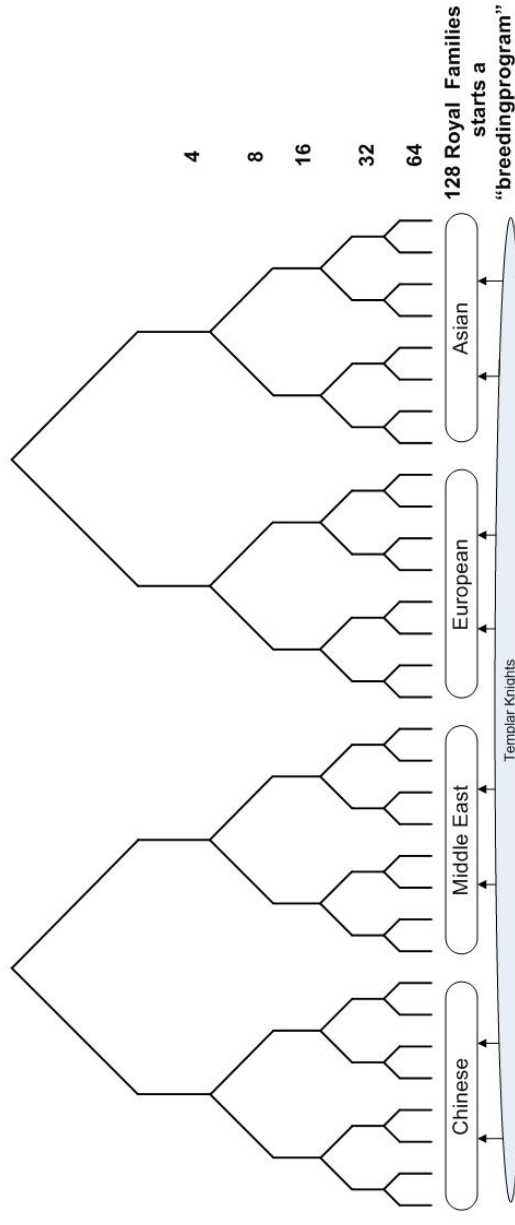 4
8
16
32
64
128 Royal Families
starts a
“breedingprogram”
Chinese
Middle East
European
Asian
Templar Knights